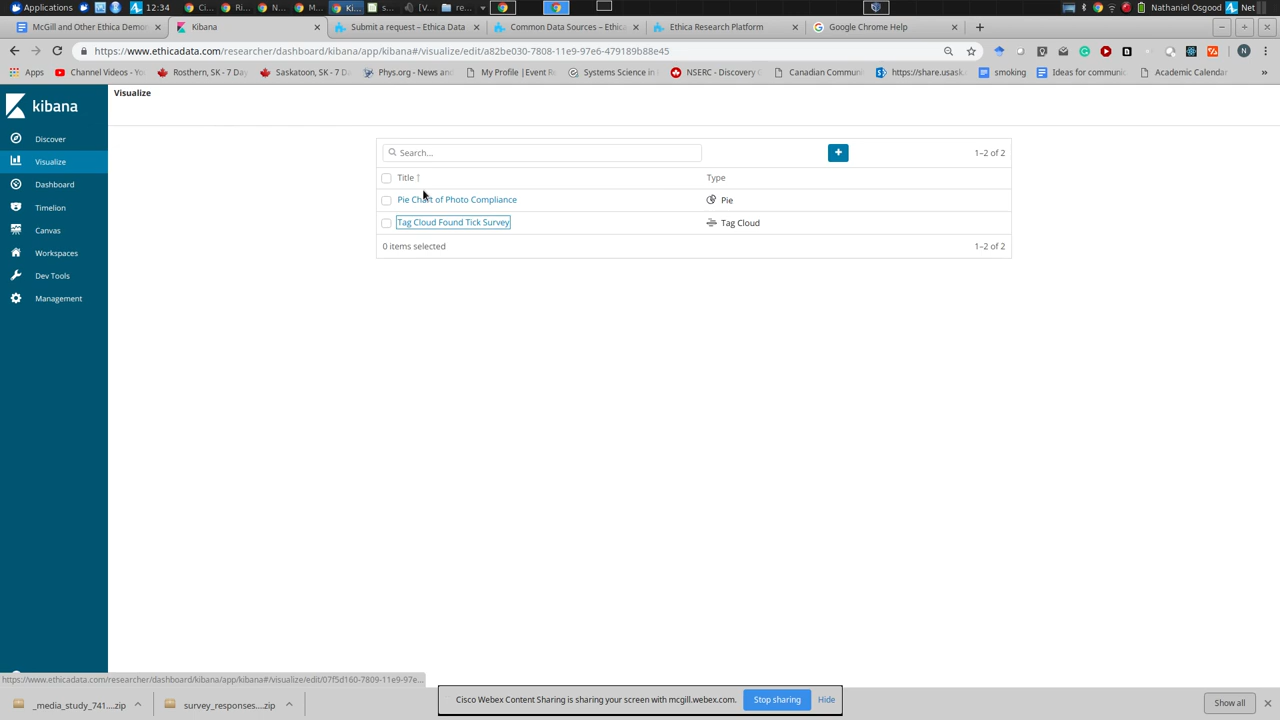 Applications
12:34
Ci...
Ri...
N...
M...
Ki...
s...
[V...
re...
Nathaniel Osgood
Net
McGill and Other Ethica Demo
Kibana
Submit a request – Ethica Data
Common Data Sources – Ethica
Ethica Research Platform
Google Chrome Help
https://www.ethicadata.com/researcher/dashboard/kibana/app/kibana#/visualize/edit/a82be030-7808-11e9-97e6-479189b88e45
Apps
Channel Videos - Yo
Rosthern, SK - 7 Day
Saskatoon, SK - 7 D
Phys.org - News an
My Profile | Event R
Systems Science in
NSERC - Discovery
Canadian Commun
https://share.usask.
smoking
Ideas for communic
Academic Calendar
»
kibana
Visualize
Discover
Visualize
Dashboard
Timelion
Canvas
Workspaces
Dev Tools
Management
Search...
+
1–2 of 2
Title ↑
Type
Pie Chart of Photo Compliance
Pie
Tag Cloud Found Tick Survey
Tag Cloud
0 items selected
1–2 of 2
https://www.ethicadata.com/researcher/dashboard/kibana/app/kibana#/visualize/edit/07f5d160-7809-11e9-97e...
_media_study_741....zip
survey_responses....zip
Cisco Webex Content Sharing is sharing your screen with mcgill.webex.com.
Stop sharing
Hide
Show all